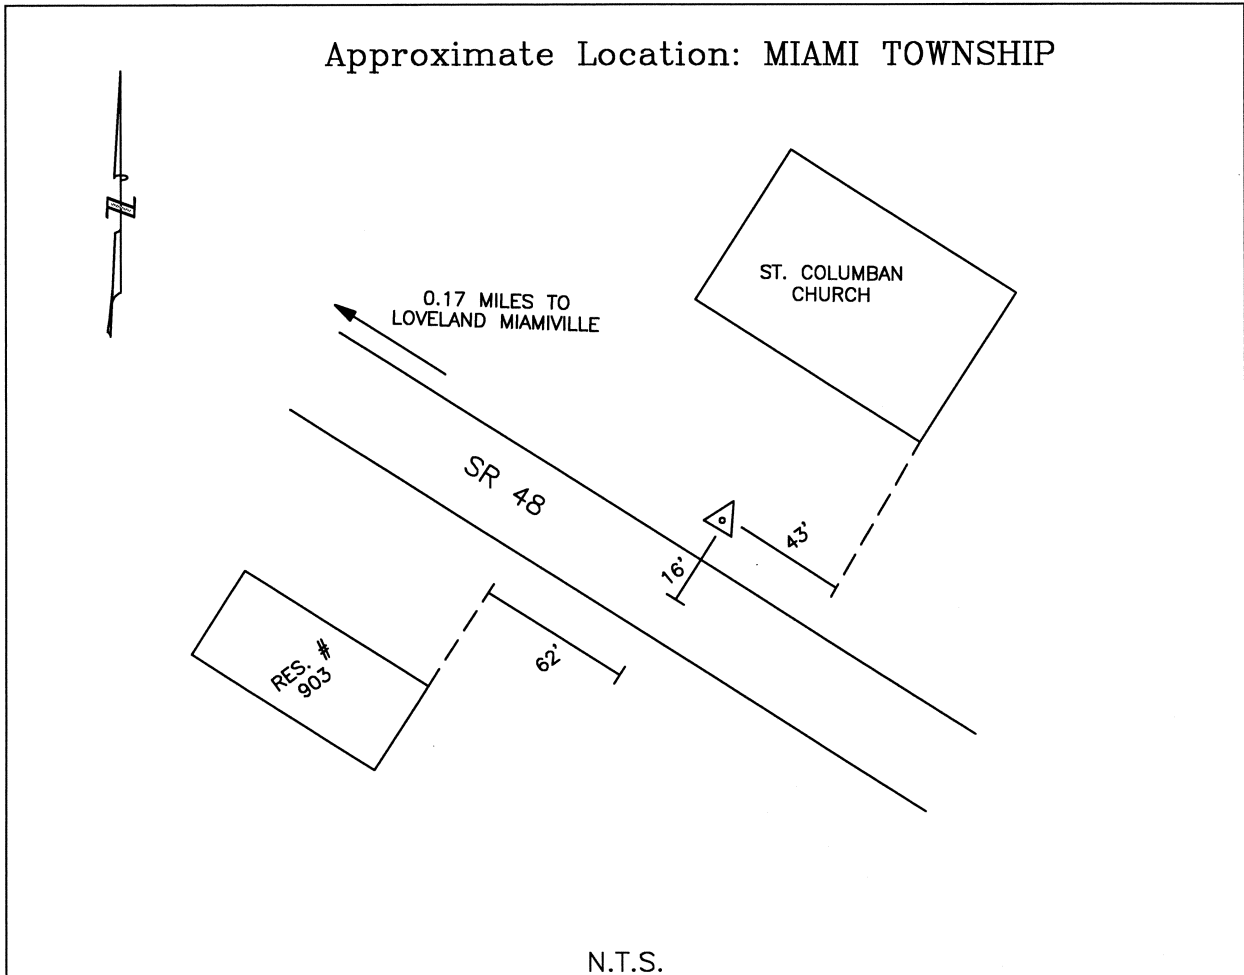 Approximate Location: MIAMI TOWNSHIP
N
ST. COLUMBAN
CHURCH
0.17 MILES TO
LOVELAND MIAMIVILLE
SR 48
43'
16'
62'
RES. #
903
N.T.S.